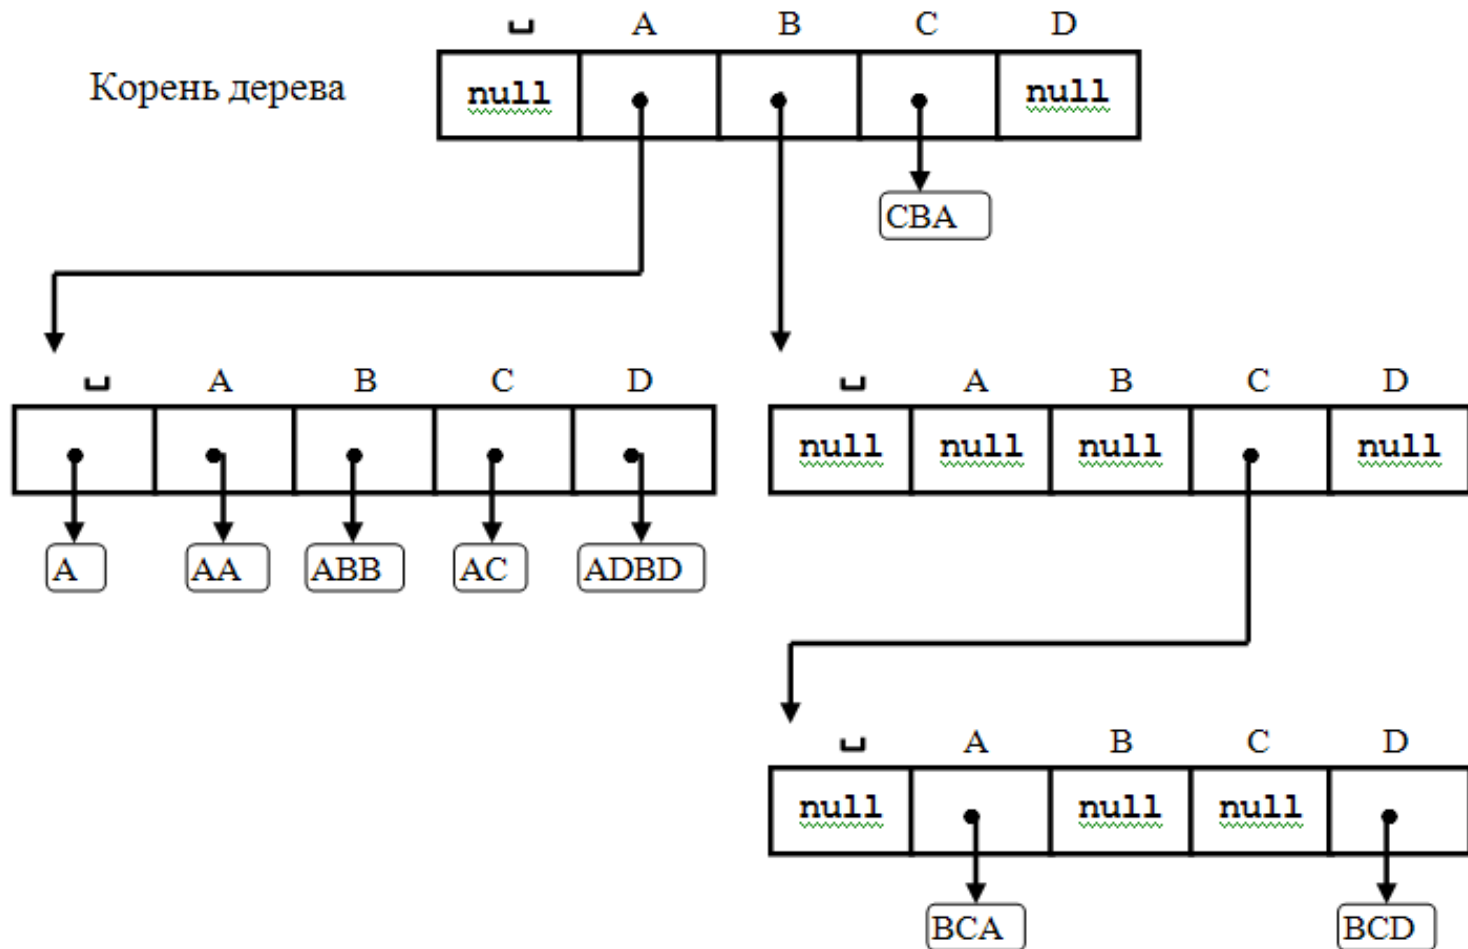 ␣ A B C D
Корень дерева null null
CBA
␣ A B C D ␣ A B C D
null null null null
A AA ABB AC ADBD
␣ A B C D
null null null
BCA BCD